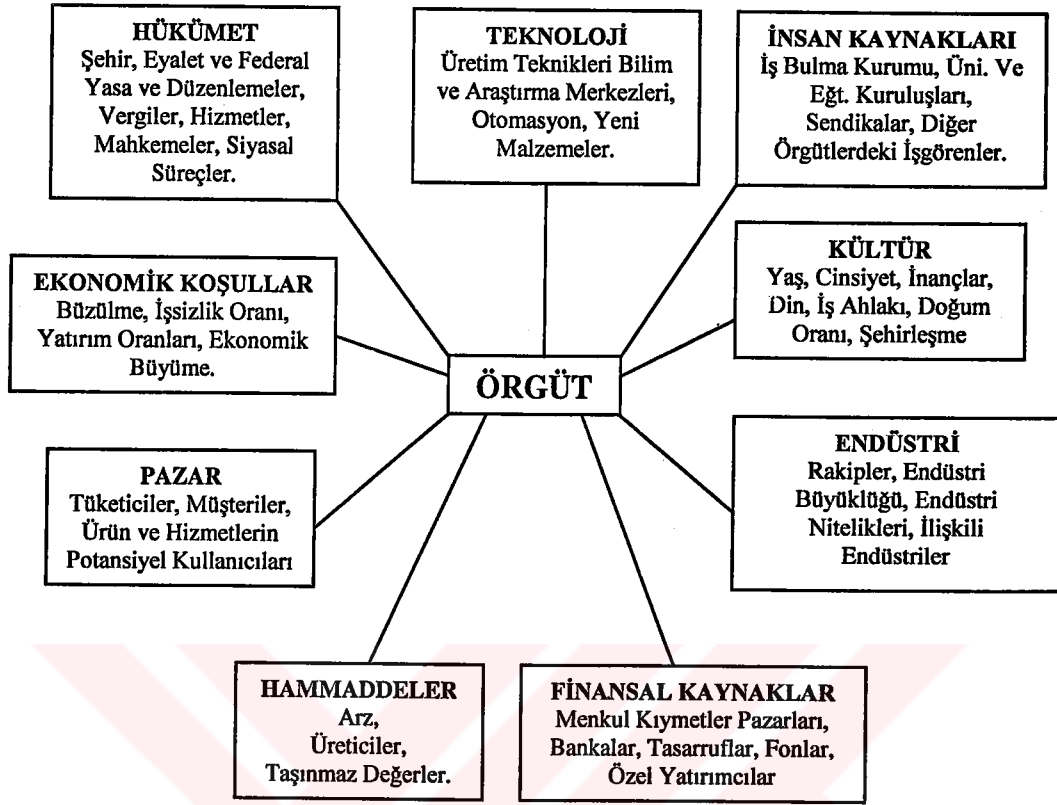 HÜKÜMET
Şehir, Eyalet ve Federal
Yasa ve Düzenlemeler,
Vergiler, Hizmetler,
Mahkemeler, Siyasal
Süreçler.
TEKNOLOJİ
Üretim Teknikleri Bilim
ve Araştırma Merkezleri,
Otomasyon, Yeni
Malzemeler.
İNSAN KAYNAKLARI
İş Bulma Kurumu, Üni. Ve
Eğt. Kuruluşları,
Sendikalar, Diğer
Örgütlerdeki İşgörenler.
EKONOMİK KOŞULLAR
Büzülme, İşsizlik Oranı,
Yatırım Oranları, Ekonomik
Büyüme.
KÜLTÜR
Yaş, Cinsiyet, İnançlar,
Din, İş Ahlakı, Doğum
Oranı, Şehirleşme
ÖRGÜT
PAZAR
Tüketiciler, Müşteriler,
Ürün ve Hizmetlerin
Potansiyel Kullanıcıları
ENDÜSTRİ
Rakipler, Endüstri
Büyüklüğü, Endüstri
Nitelikleri, İlişkili
Endüstriler
HAMMADDELER
Arz,
Üreticiler,
Taşınmaz Değerler.
FİNANSAL KAYNAKLAR
Menkul Kıymetler Pazarları,
Bankalar, Tasarruflar, Fonlar,
Özel Yatırımcılar